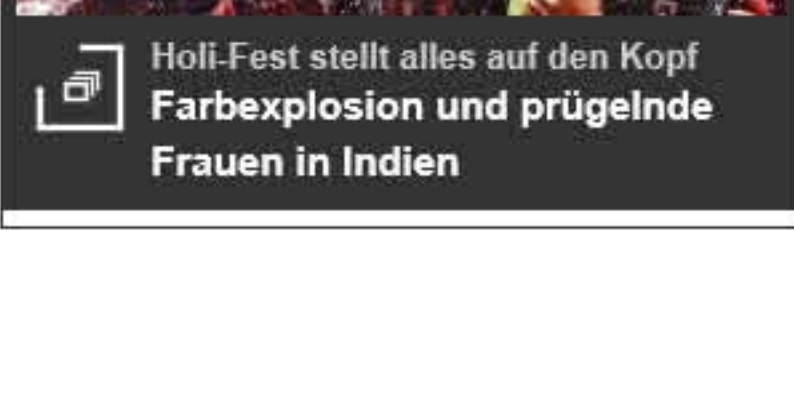 Holi-Fest stellt alles auf den Kopf
Farbexplosion und prügelnde
Frauen in Indien